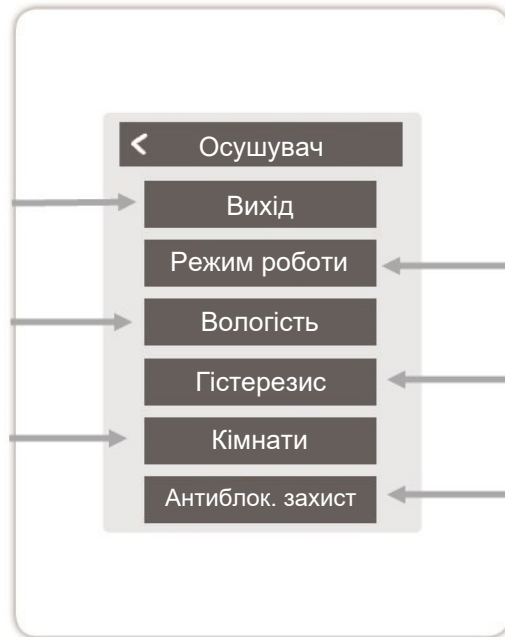 Осушувач
Вихід
Режим роботи
Вологість
Гістерезис
Кімнати
Антиблок. захист